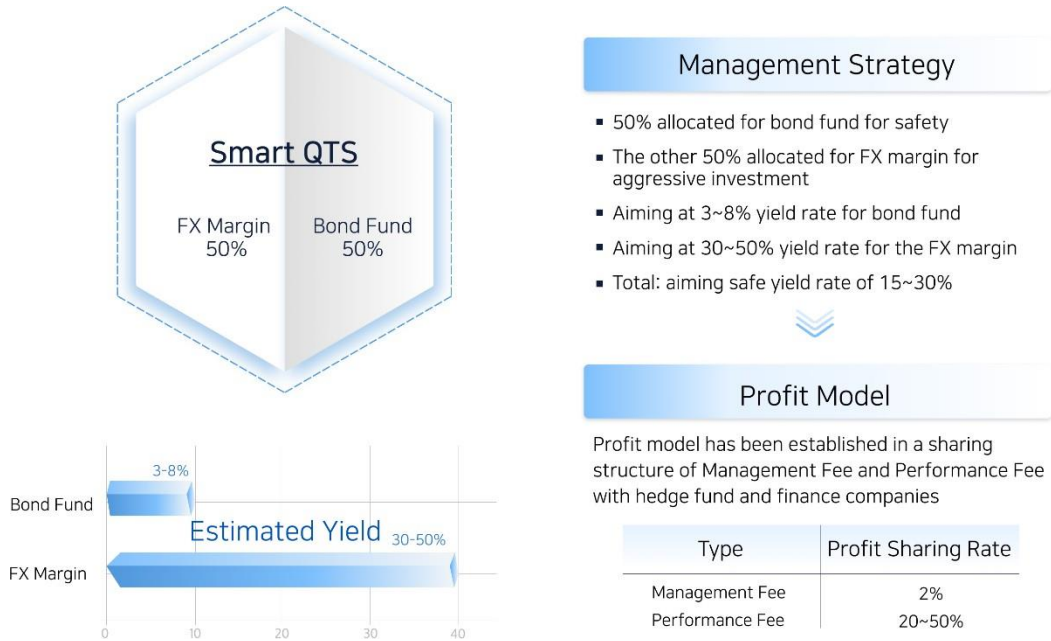 Smart QTS
FX Margin
50%
Bond Fund
50%
Management Strategy
▪ 50% allocated for bond fund for safety
▪ The other 50% allocated for FX margin for
aggressive investment
▪ Aiming at 3~8% yield rate for bond fund
▪ Aiming at 30~50% yield rate for the FX margin
▪ Total: aiming safe yield rate of 15~30%
Profit Model
Profit model has been established in a sharing
structure of Management Fee and Performance Fee
with hedge fund and finance companies
Type Profit Sharing Rate
Management Fee 2%
Performance Fee 20~50%
3-8%
Bond Fund
Estimated Yield
30-50%
FX Margin
0 10 20 30 40